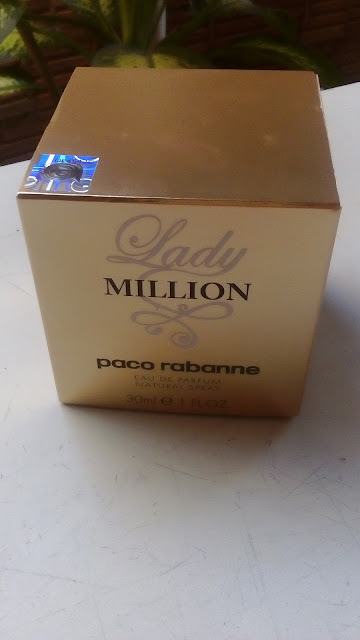 Lady
MILLION
paco rabanne
EAU DE PARFUM
NATURAL SPRAY
30ml ℮ 1 FL.OZ